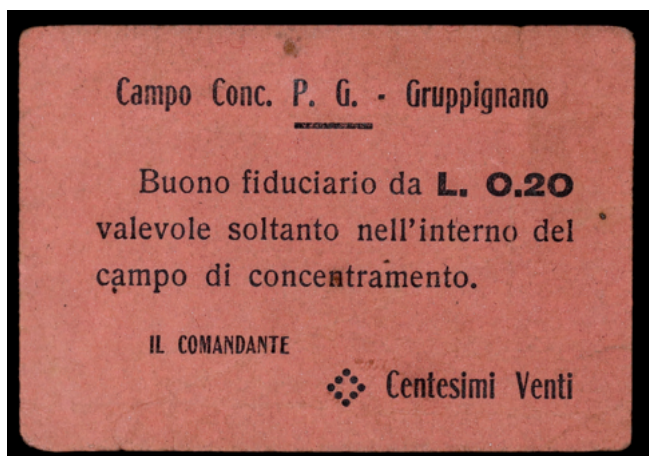 Campo Conc. P. G. - Gruppignano
Buono fiduciario da L. 0.20
valevole soltanto nell'interno del
campo di concentramento.
IL COMANDANTE
Centesimi Venti